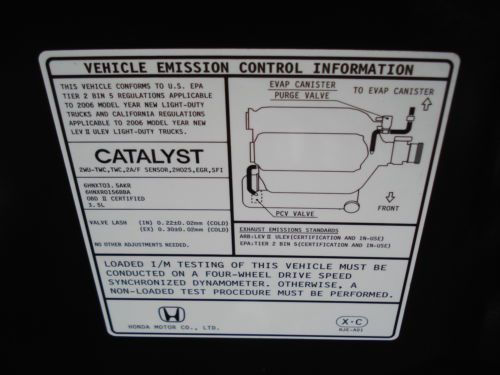 VEHICLE EMISSION CONTROL INFORMATION
THIS VEHICLE CONFORMS TO U.S. EPA
TIER 2 BIN 5 REGULATIONS APPLICABLE
TO 2006 MODEL YEAR NEW LIGHT-DUTY
TRUCKS AND CALIFORNIA REGULATIONS
APPLICABLE TO 2006 MODEL YEAR NEW
LEV II ULEV LIGHT-DUTY TRUCKS.
CATALYST
2WU-TWC,TWC,2A/F SENSOR,2HO2S,EGR,SFI
6HNXT03.5AKR
6HNXR0156BBA
OBD II CERTIFIED
3.5L
VALVE LASH (IN) 0.22±0.02mm (COLD)
(EX) 0.30±0.02mm (COLD)
NO OTHER ADJUSTMENTS NEEDED.
EVAP CANISTER
PURGE VALVE
TO EVAP CANISTER
PCV VALVE
EXHAUST EMISSIONS STANDARDS
ARB:LEV II ULEV(CERTIFICATION AND IN-USE)
EPA:TIER 2 BIN 5(CERTIFICATION AND IN-USE)
LOADED I/M TESTING OF THIS VEHICLE MUST BE
CONDUCTED ON A FOUR-WHEEL DRIVE SPEED
SYNCHRONIZED DYNAMOMETER. OTHERWISE, A
NON-LOADED TEST PROCEDURE MUST BE PERFORMED.
HONDA MOTOR CO., LTD.
X-C
RJE-A01